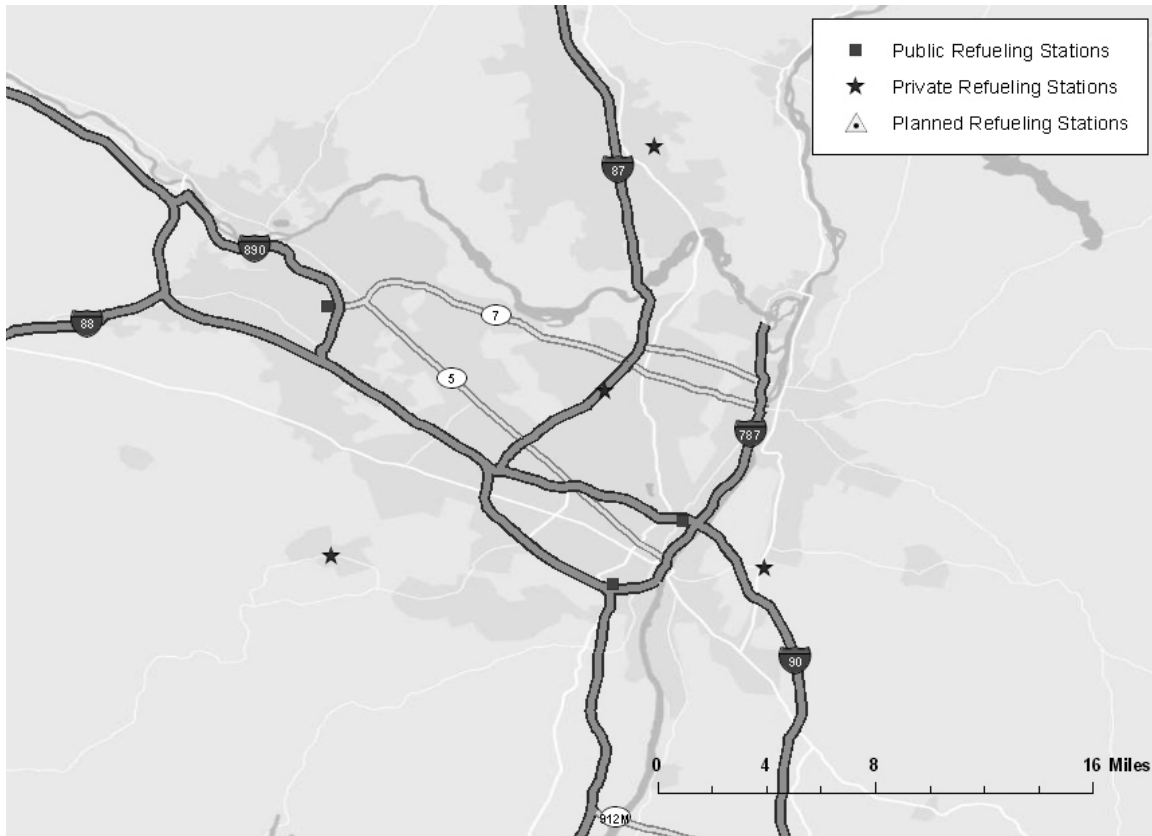 Public Refueling Stations
Private Refueling Stations
Planned Refueling Stations
87
890
88
7
5
787
90
0 4 8 16 Miles
912M